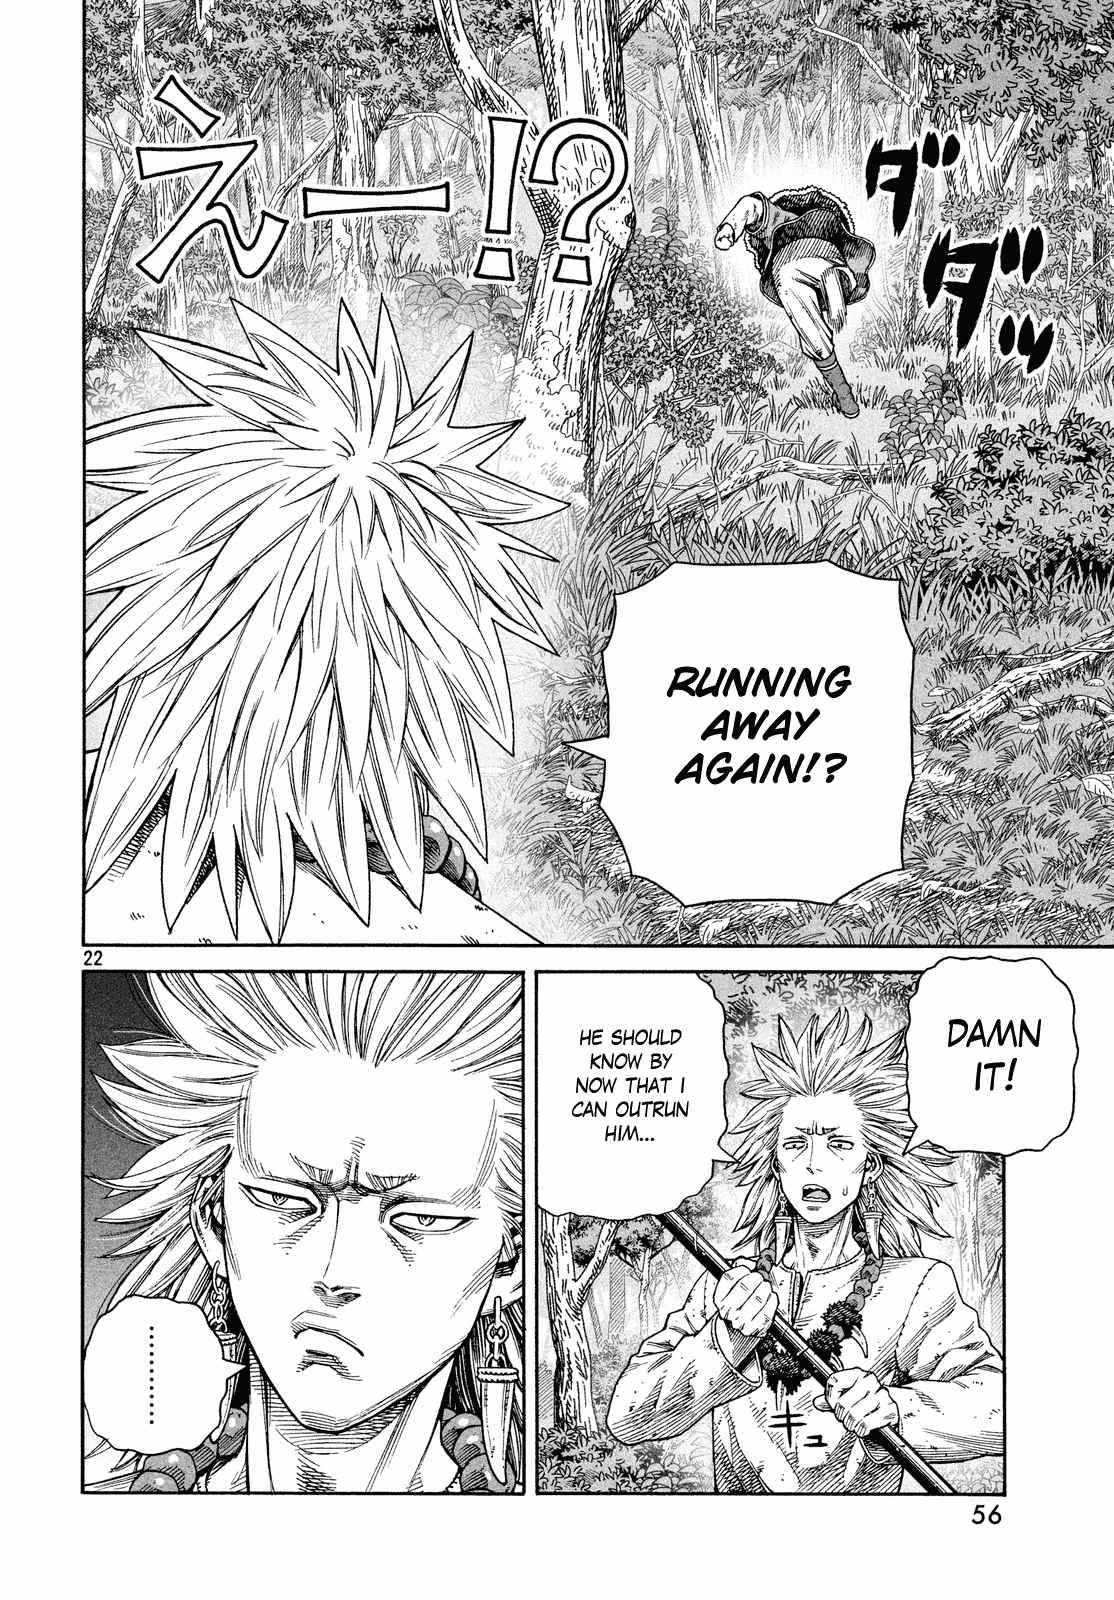 えー!?
ダ
ダ
ダッ
RUNNING
AWAY
AGAIN!?
22
DAMN
IT!
HE SHOULD
KNOW BY
NOW THAT I
CAN OUTRUN
HIM...
キュ
.........
56